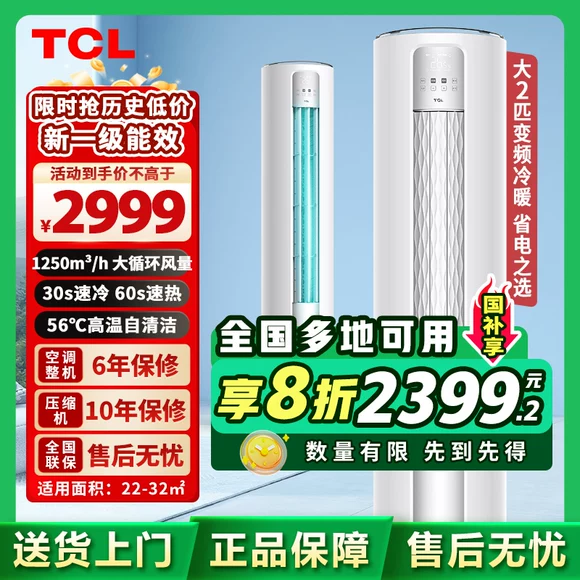 TCL
限时抢历史低价
新一级能效
活动到手价不高于
¥2999
1250m³/h 大循环风量
30s速冷 60s速热
56℃高温自清洁
空调整机 6年保修
压缩机 10年保修
全国联保 售后无忧
适用面积：22-32㎡
TCL
大2匹变频冷暖 省电之选
全国多地可用
国补享
享8折2399.2元
数量有限 先到先得
送货上门
正品保障
售后无忧